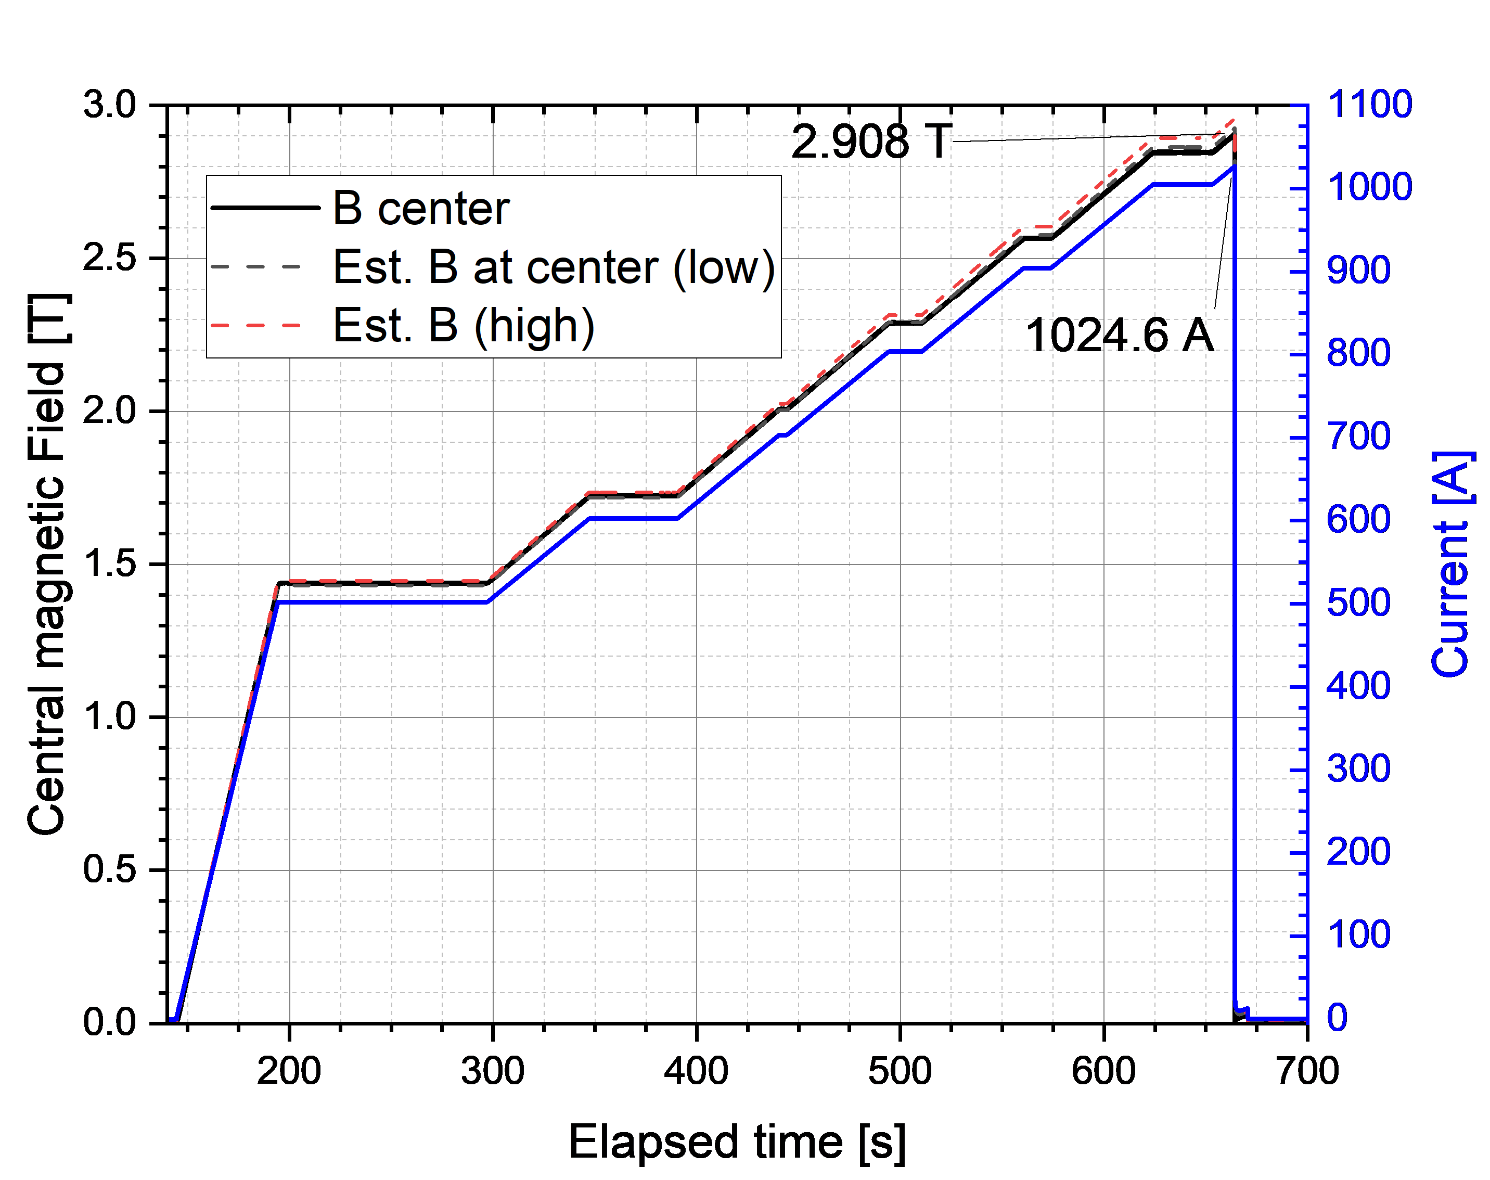 3.0
2.5
2.0
1.5
1.0
0.5
0.0
Central magnetic Field [T]
B center
Est. B at center (low)
Est. B (high)
2.908 T
1024.6 A
1100
1000
900
800
700
600
500
400
300
200
100
0
Current [A]
200 300 400 500 600 700
Elapsed time [s]